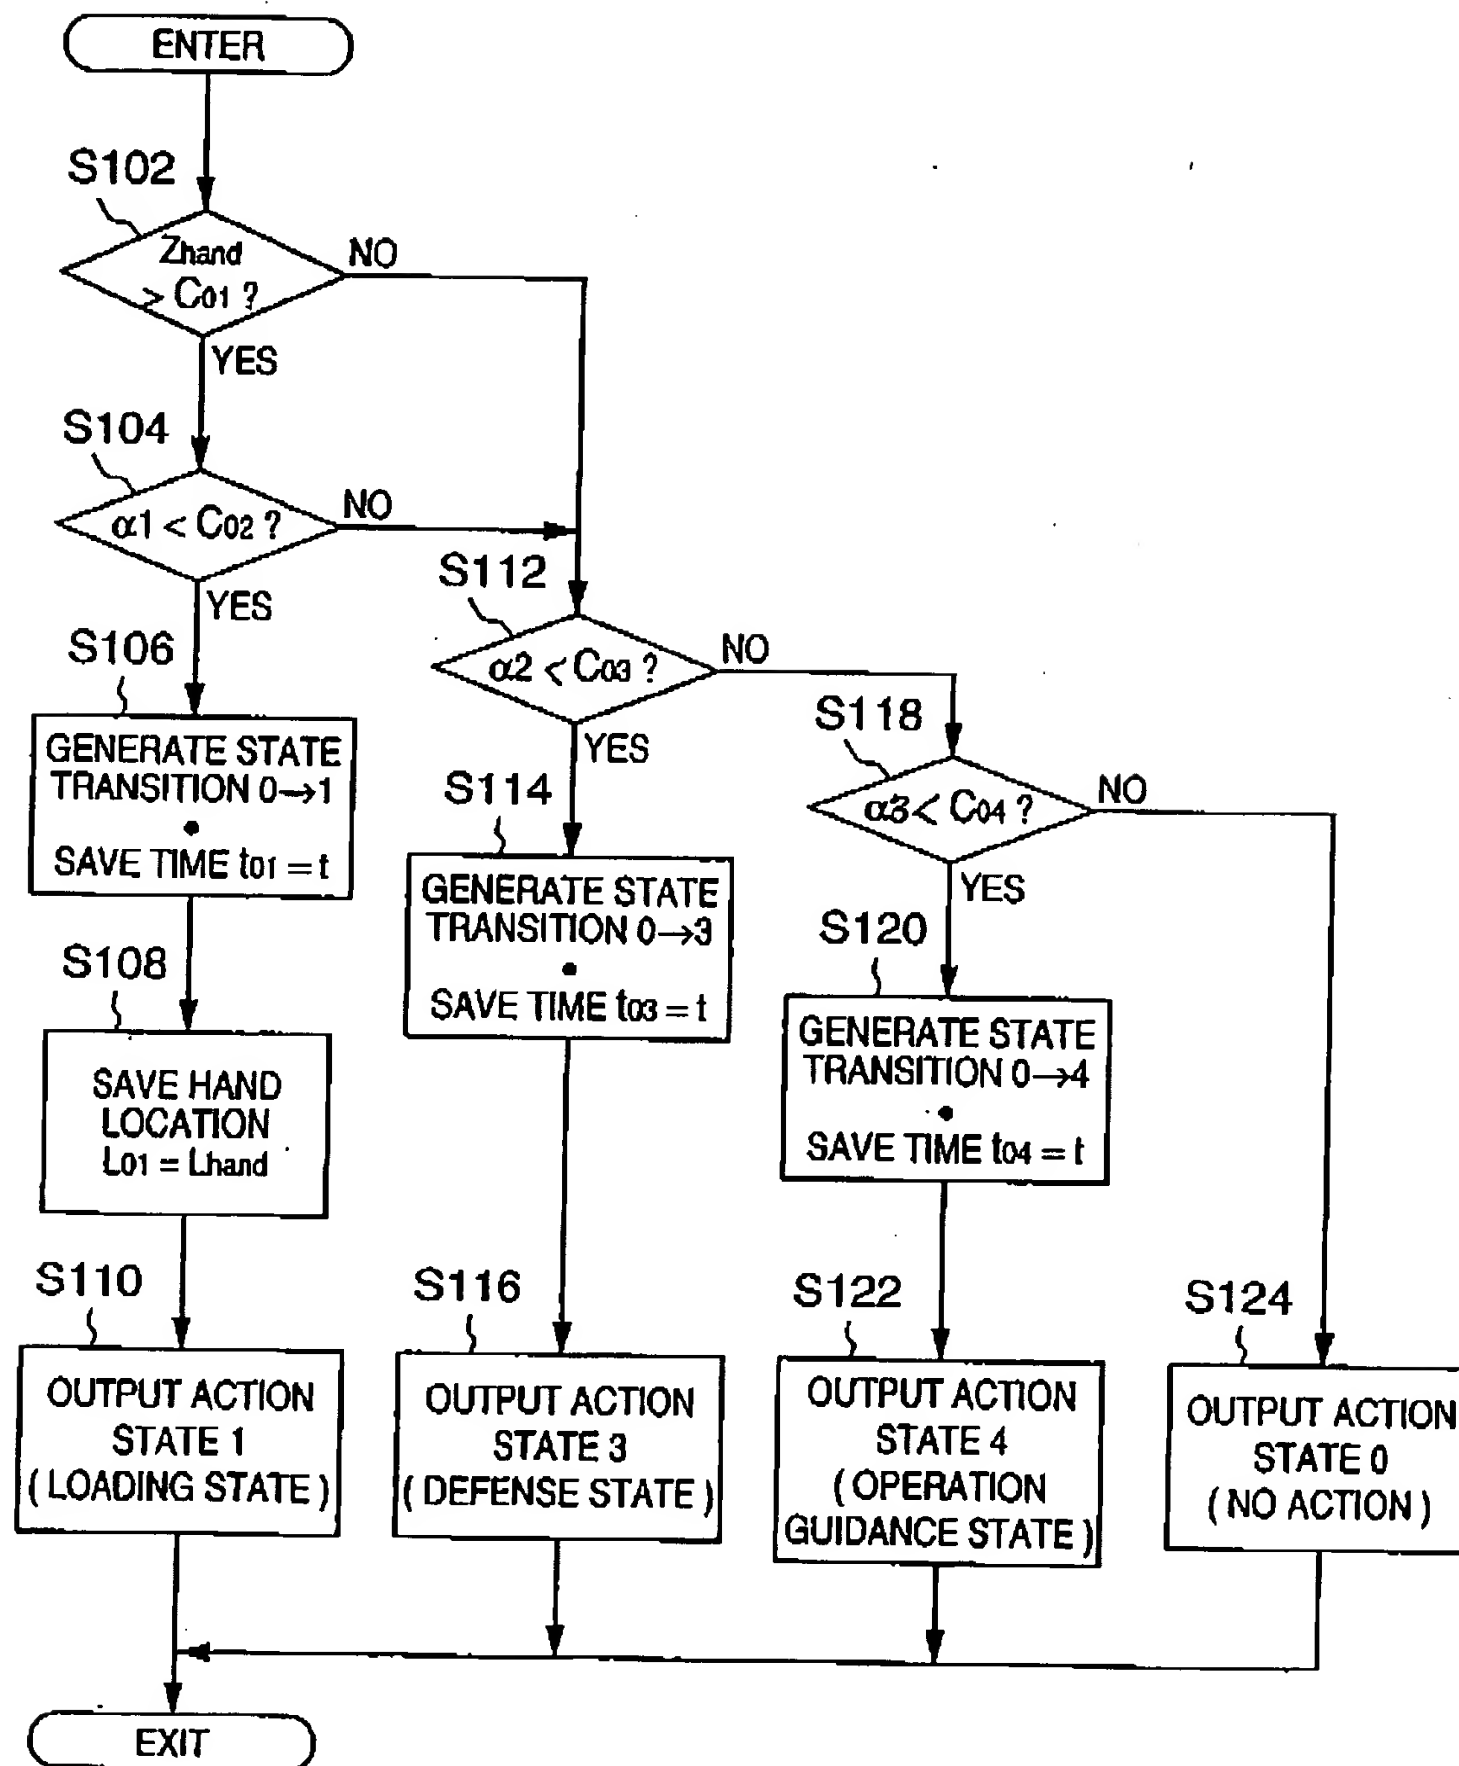 ENTER
S102
Zhand
> C01 ?
NO
YES
S104
α1 < C02 ?
NO
YES
S112
α2 < C03 ?
NO
YES
S106
GENERATE STATE
TRANSITION 0→1
•
SAVE TIME t01 = t
S118
α3 < C04 ?
NO
YES
S114
GENERATE STATE
TRANSITION 0→3
•
SAVE TIME t03 = t
S120
GENERATE STATE
TRANSITION 0→4
•
SAVE TIME t04 = t
S108
SAVE HAND
LOCATION
L01 = Lhand
S110
OUTPUT ACTION
STATE 1
( LOADING STATE )
S116
OUTPUT ACTION
STATE 3
( DEFENSE STATE )
S122
OUTPUT ACTION
STATE 4
( OPERATION
GUIDANCE STATE )
S124
OUTPUT ACTION
STATE 0
( NO ACTION )
EXIT